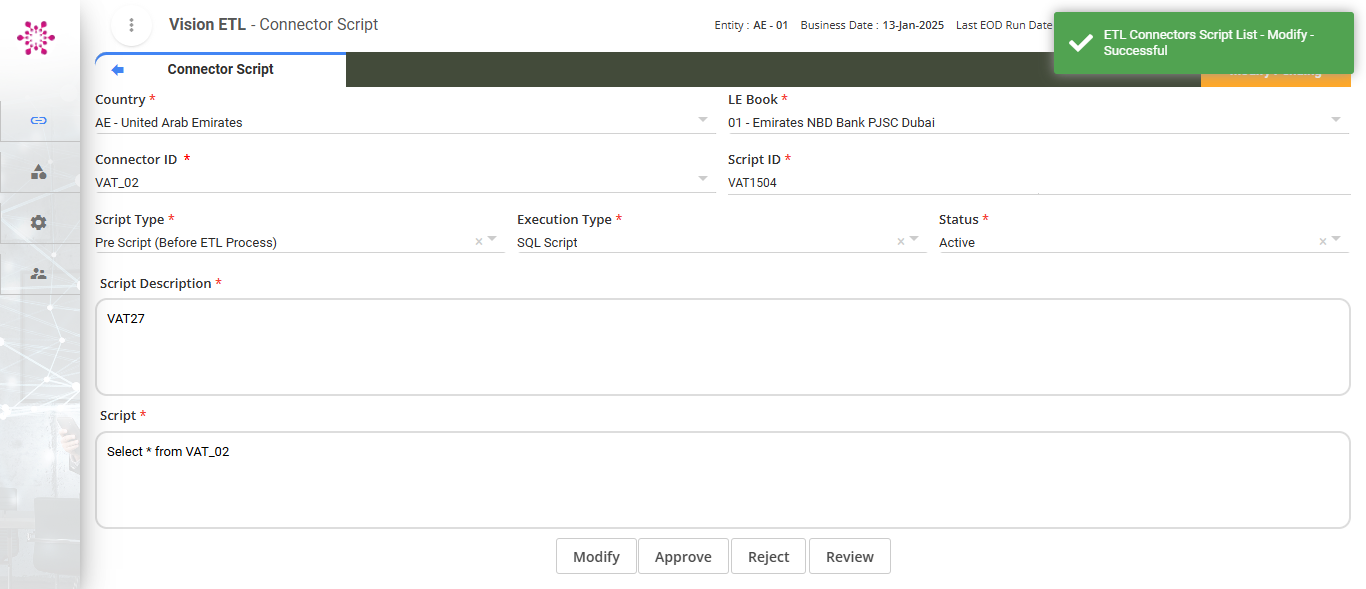 Vision ETL - Connector Script
Entity : AE - 01 Business Date : 13-Jan-2025 Last EOD Run Date
ETL Connectors Script List - Modify -
Successful
Connector Script
Country *
AE - United Arab Emirates
LE Book *
01 - Emirates NBD Bank PJSC Dubai
Connector ID *
VAT_02
Script ID *
VAT1504
Script Type *
Pre Script (Before ETL Process)
Execution Type *
SQL Script
Status *
Active
Script Description *
VAT27
Script *
Select * from VAT_02
Modify Approve Reject Review